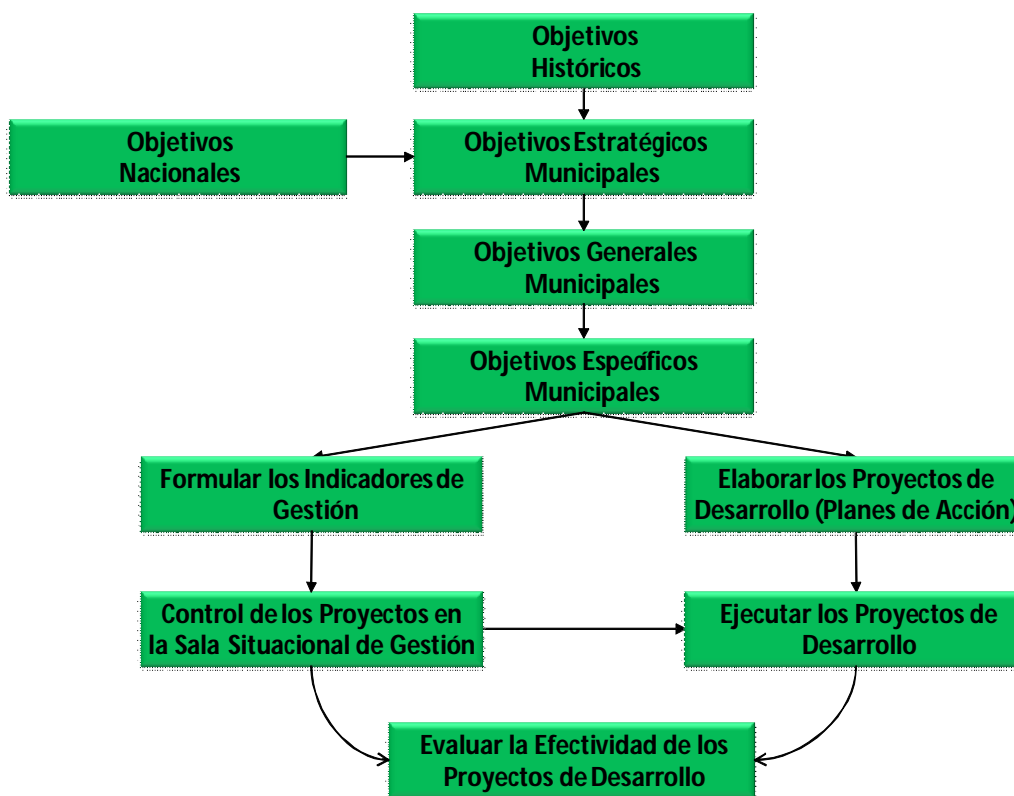 Objetivos
Históricos
Objetivos
Nacionales
Objetivos Estratégicos
Municipales
Objetivos Generales
Municipales
Objetivos Específicos
Municipales
Formular los Indicadores de
Gestión
Elaborar los Proyectos de
Desarrollo (Planes de Acción)
Control de los Proyectos en
la Sala Situacional de Gestión
Ejecutar los Proyectos de
Desarrollo
Evaluar la Efectividad de los
Proyectos de Desarrollo